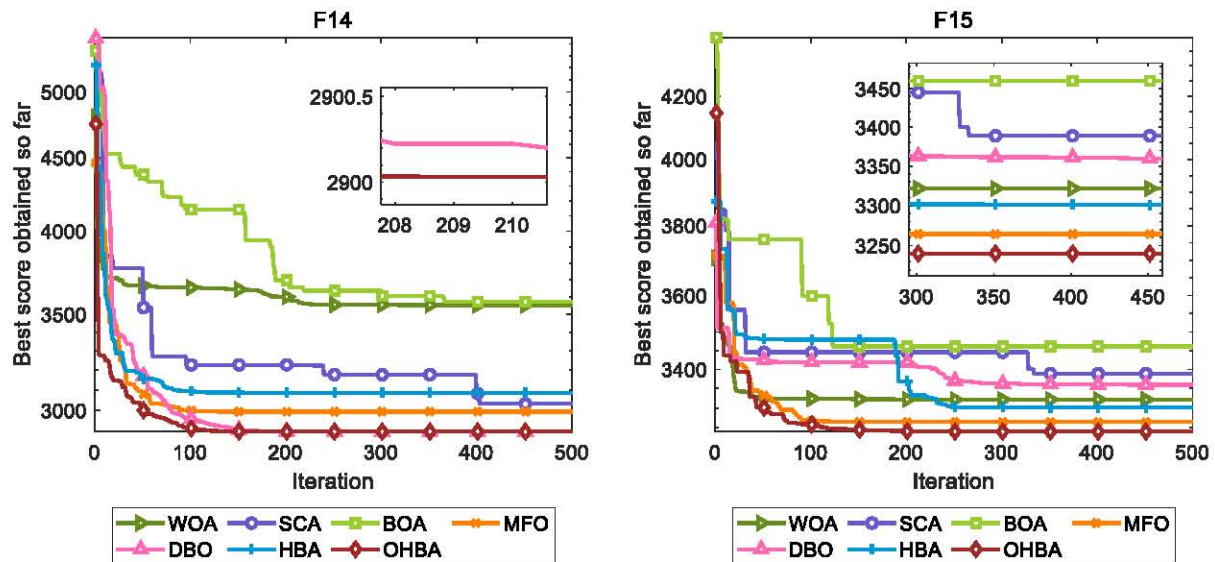 F14
Best score obtained so far
5000
4500
4000
3500
3000
2900.5
2900
208 209 210
0 100 200 300 400 500
Iteration
WOA SCA BOA MFO
DBO HBA OHBA
F15
Best score obtained so far
4200
4000
3800
3600
3400
3450
3400
3350
3300
3250
300 350 400 450
0 100 200 300 400 500
Iteration
WOA SCA BOA MFO
DBO HBA OHBA